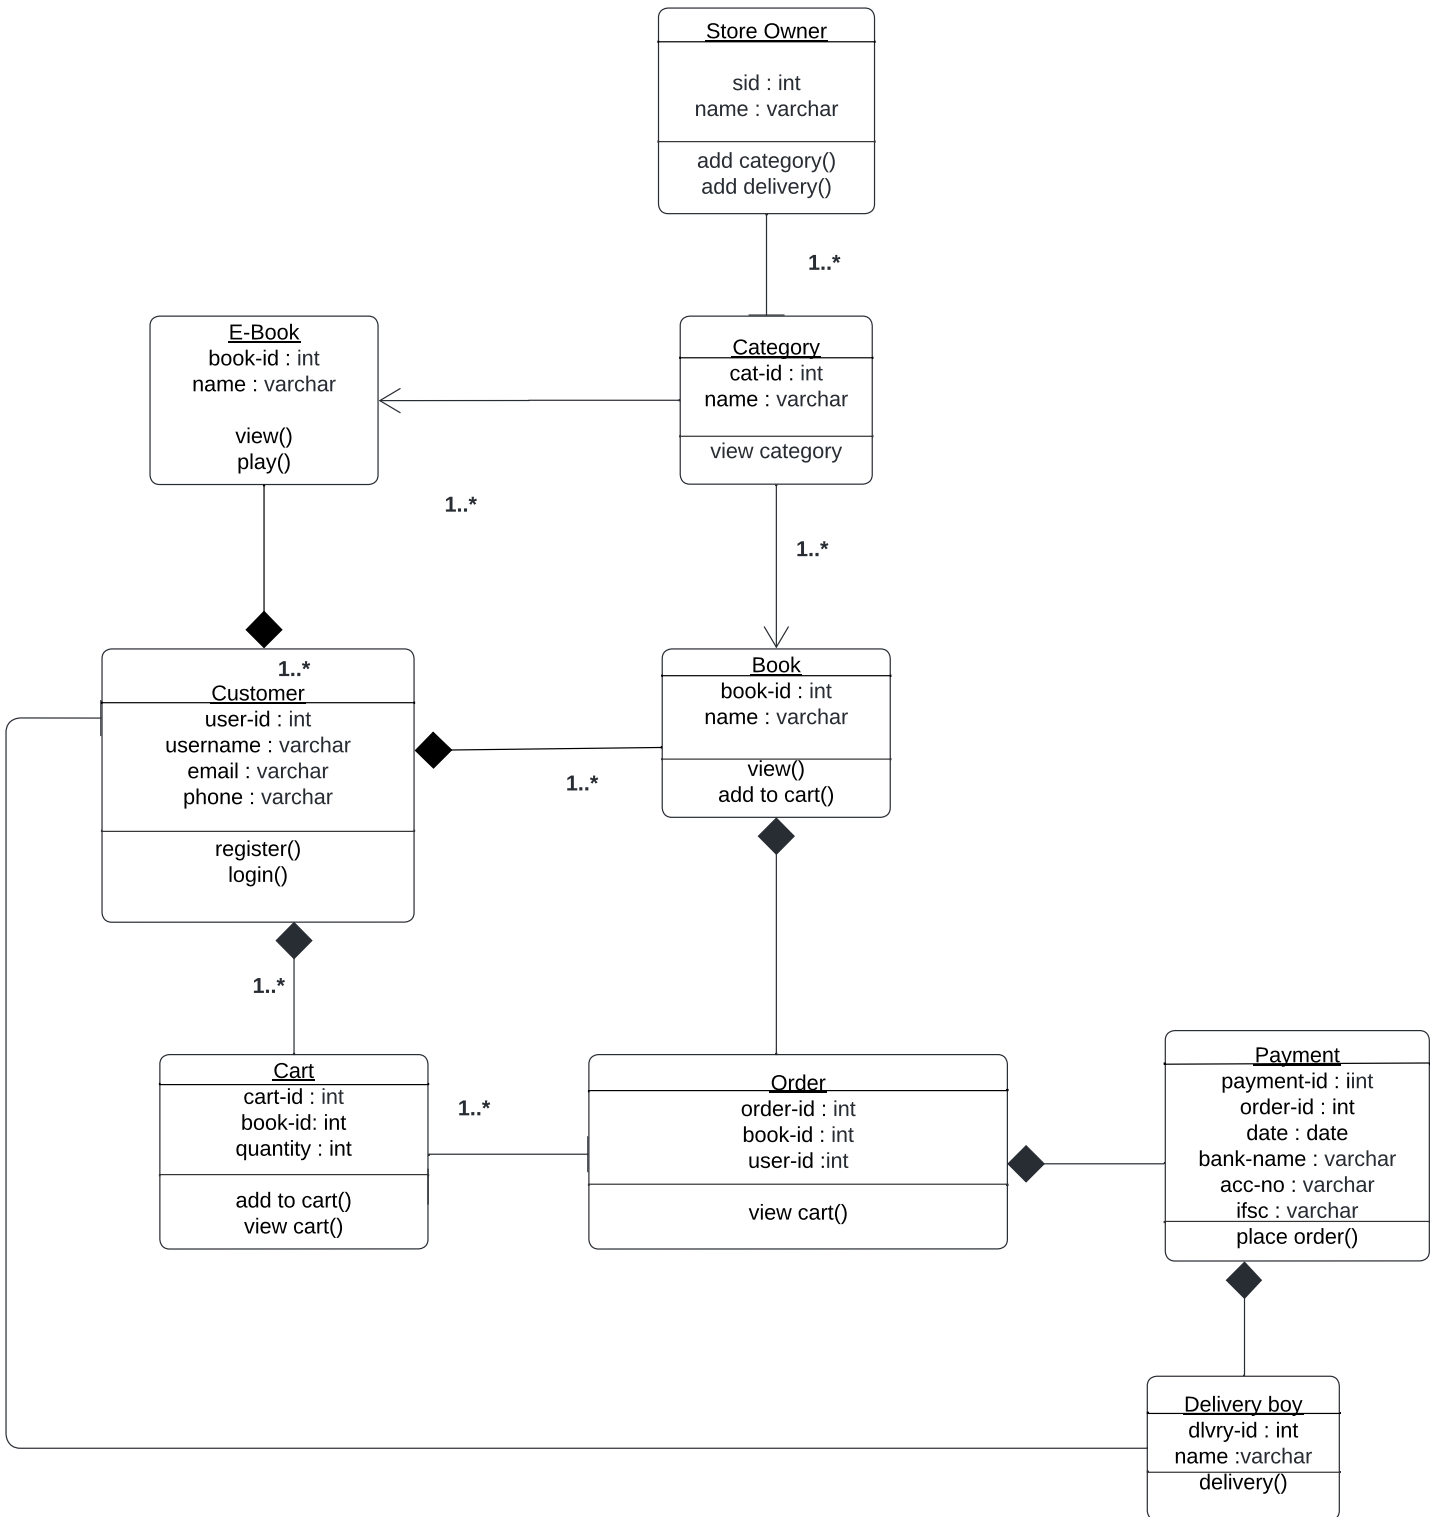 Store Owner
sid : int
name : varchar
add category()
add delivery()
1..*
E-Book
book-id : int
name : varchar
view()
play()
Category
cat-id : int
name : varchar
view category
1..*
1..*
1..*
Customer
user-id : int
username : varchar
email : varchar
phone : varchar
register()
login()
Book
book-id : int
name : varchar
view()
add to cart()
1..*
1..*
Cart
cart-id : int
book-id: int
quantity : int
add to cart()
view cart()
1..*
Order
order-id : int
book-id : int
user-id :int
view cart()
Payment
payment-id : iint
order-id : int
date : date
bank-name : varchar
acc-no : varchar
ifsc : varchar
place order()
Delivery boy
dlvry-id : int
name :varchar
delivery()